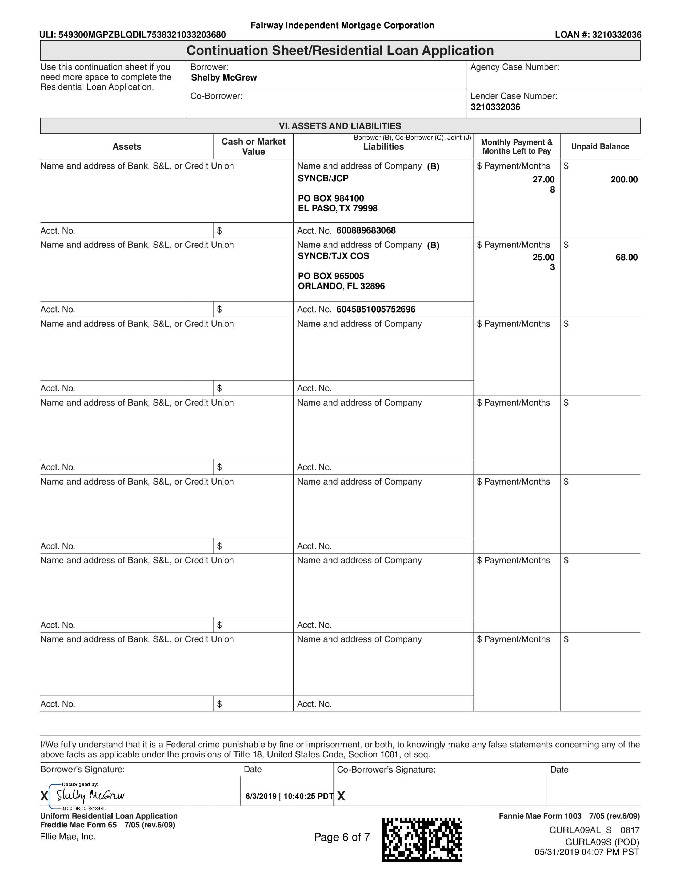 Fairway Independent Mortgage Corporation
ULI: 549300MGPZBLQDIL7538321033203680 LOAN #: 3210332036
Continuation Sheet/Residential Loan Application
Use this continuation sheet if you need more space to complete the Residential Loan Application.
Borrower:
Shelby McGrew
Agency Case Number:
Co-Borrower:
Lender Case Number:
3210332036
VI. ASSETS AND LIABILITIES
Assets
Cash or Market Value
Borrower (B), Co-Borrower (C), Joint (J)
Liabilities
Monthly Payment & Months Left to Pay
Unpaid Balance
Name and address of Bank, S&L, or Credit Union
Name and address of Company (B)
$ Payment/Months
$
SYNCB/JCP
27.00
200.00
8
PO BOX 984100
EL PASO, TX 79998
Acct. No.
$
Acct. No. 600889683068
Name and address of Bank, S&L, or Credit Union
Name and address of Company (B)
$ Payment/Months
$
SYNCB/TJX COS
25.00
68.00
3
PO BOX 965005
ORLANDO, FL 32896
Acct. No.
$
Acct. No. 6045851005752696
Name and address of Bank, S&L, or Credit Union
Name and address of Company
$ Payment/Months
$
Acct. No.
$
Acct. No.
Name and address of Bank, S&L, or Credit Union
Name and address of Company
$ Payment/Months
$
Acct. No.
$
Acct. No.
Name and address of Bank, S&L, or Credit Union
Name and address of Company
$ Payment/Months
$
Acct. No.
$
Acct. No.
Name and address of Bank, S&L, or Credit Union
Name and address of Company
$ Payment/Months
$
Acct. No.
$
Acct. No.
Name and address of Bank, S&L, or Credit Union
Name and address of Company
$ Payment/Months
$
Acct. No.
$
Acct. No.
I/We fully understand that it is a Federal crime punishable by fine or imprisonment, or both, to knowingly make any false statements concerning any of the
above facts as applicable under the provisions of Title 18, United States Code, Section 1001, et seq.
Borrower's Signature:
Date
Co-Borrower's Signature:
Date
DocuSigned by:
X Shelby McGrew
6/3/2019 | 10:40:25 PDT
X
Uniform Residential Loan Application
Freddie Mac Form 65 7/05 (rev.6/09)
Ellie Mae, Inc.
Page 6 of 7
Fannie Mae Form 1003 7/05 (rev.6/09)
GURLA09AL_S 0817
GURLA09S (POD)
05/31/2019 04:07 PM PST